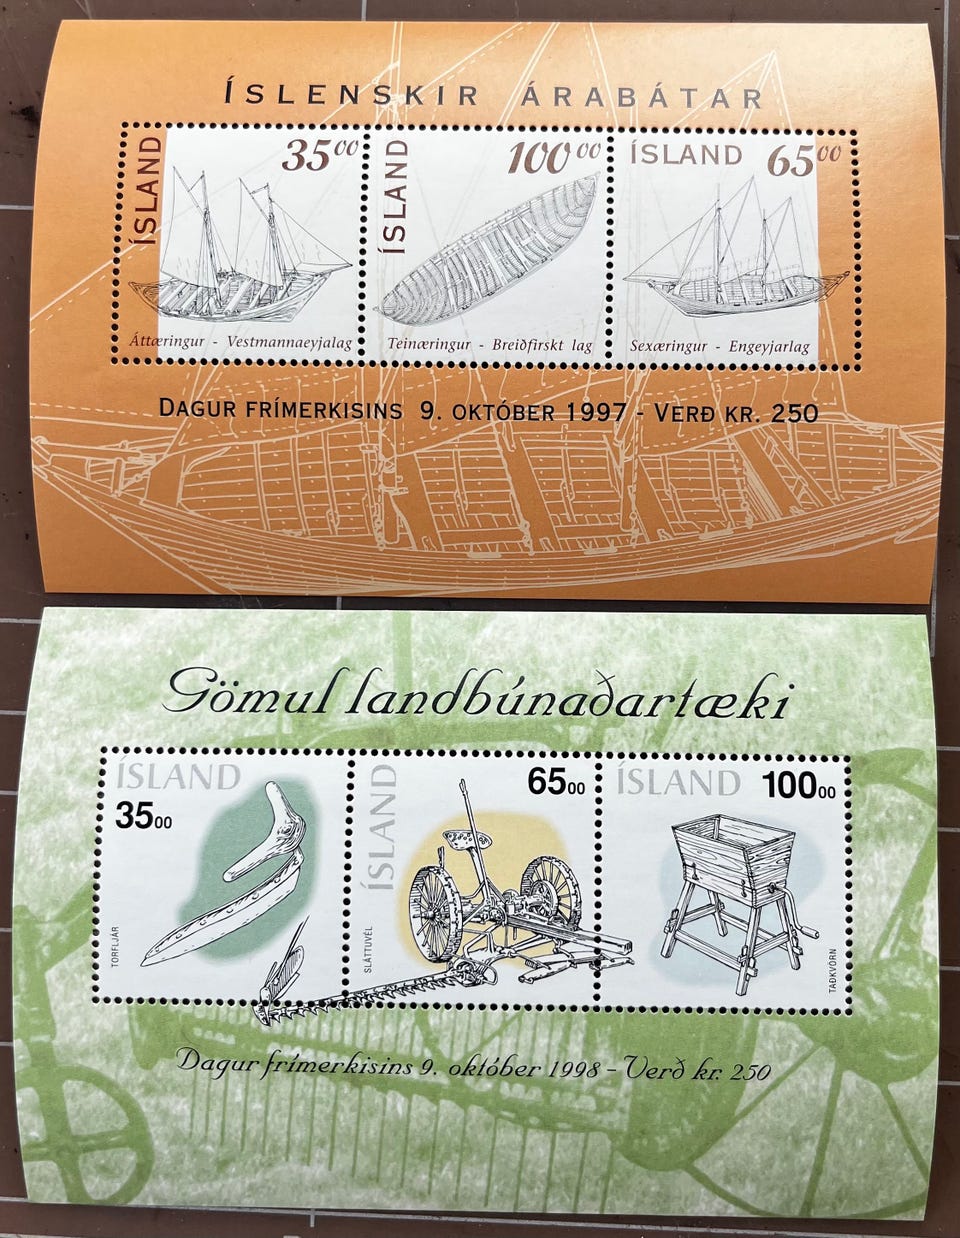 ÍSLENSKIR ÁRABÁTAR
ÍSLAND
35⁰⁰
Áttæringur - Vestmannaeyjalag
ÍSLAND
100⁰⁰
Teinæringur - Breiðfirskt lag
ÍSLAND 65⁰⁰
Sexæringur - Engeyjarlag
DAGUR FRÍMERKISINS 9. OKTÓBER 1997 - VERÐ KR. 250
Gömul landbúnaðartæki
ÍSLAND
3500
TORFLJÁR
ÍSLAND
6500
SLÁTTUVÉL
ÍSLAND 10000
TAÐKVÖRN
Dagur frímerkisins 9. október 1998 - Verð kr. 250